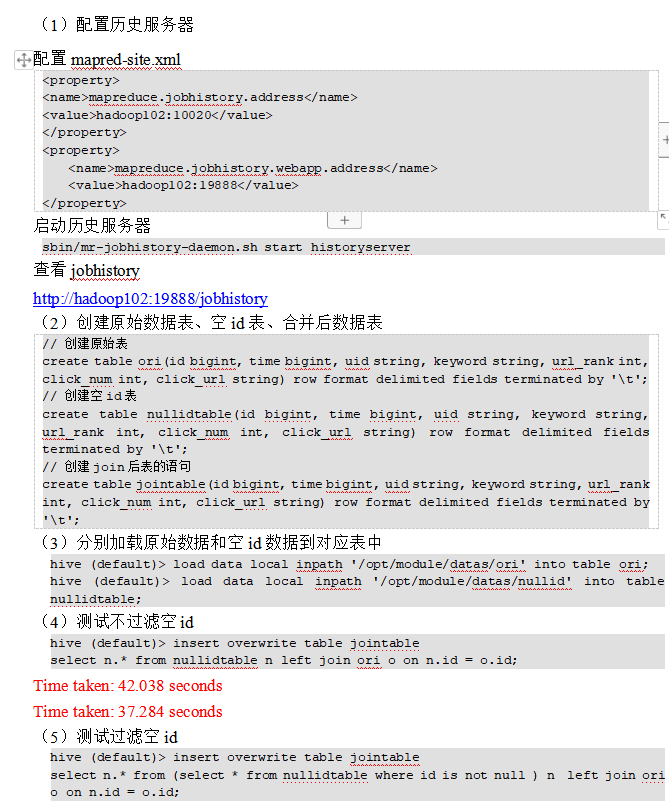 （1）配置历史服务器
配置 mapred-site.xml
<property>
<name>mapreduce.jobhistory.address</name>
<value>hadoop102:10020</value>
</property>
<property>
<name>mapreduce.jobhistory.webapp.address</name>
<value>hadoop102:19888</value>
</property>
启动历史服务器
sbin/mr-jobhistory-daemon.sh start historyserver
查看 jobhistory
http://hadoop102:19888/jobhistory
（2）创建原始数据表、空 id 表、合并后数据表
// 创建原始表
create table ori(id bigint, time bigint, uid string, keyword string, url_rank int,
click_num int, click_url string) row format delimited fields terminated by '\t';
// 创建空 id 表
create table nullidtable(id bigint, time bigint, uid string, keyword string,
url_rank int, click_num int, click_url string) row format delimited fields
terminated by '\t';
// 创建 join 后表的语句
create table jointable(id bigint, time bigint, uid string, keyword string, url_rank
int, click_num int, click_url string) row format delimited fields terminated by
'\t';
（3）分别加载原始数据和空 id 数据到对应表中
hive (default)> load data local inpath '/opt/module/datas/ori' into table ori;
hive (default)> load data local inpath '/opt/module/datas/nullid' into table
nullidtable;
（4）测试不过滤空 id
hive (default)> insert overwrite table jointable
select n.* from nullidtable n left join ori o on n.id = o.id;
Time taken: 42.038 seconds
Time taken: 37.284 seconds
（5）测试过滤空 id
hive (default)> insert overwrite table jointable
select n.* from (select * from nullidtable where id is not null ) n left join ori
o on n.id = o.id;